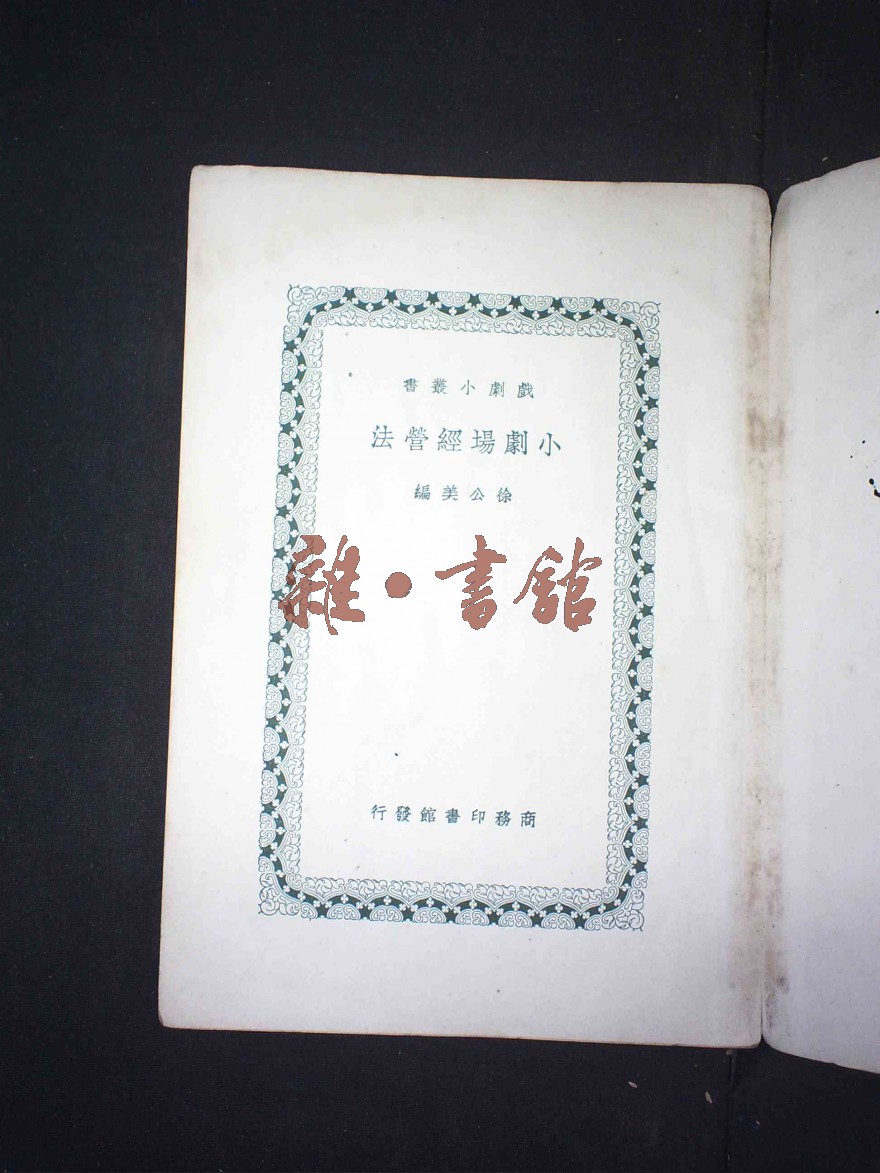 戲劇小叢書
小劇場經營法
徐公美編
雜·書館
商務印書館發行